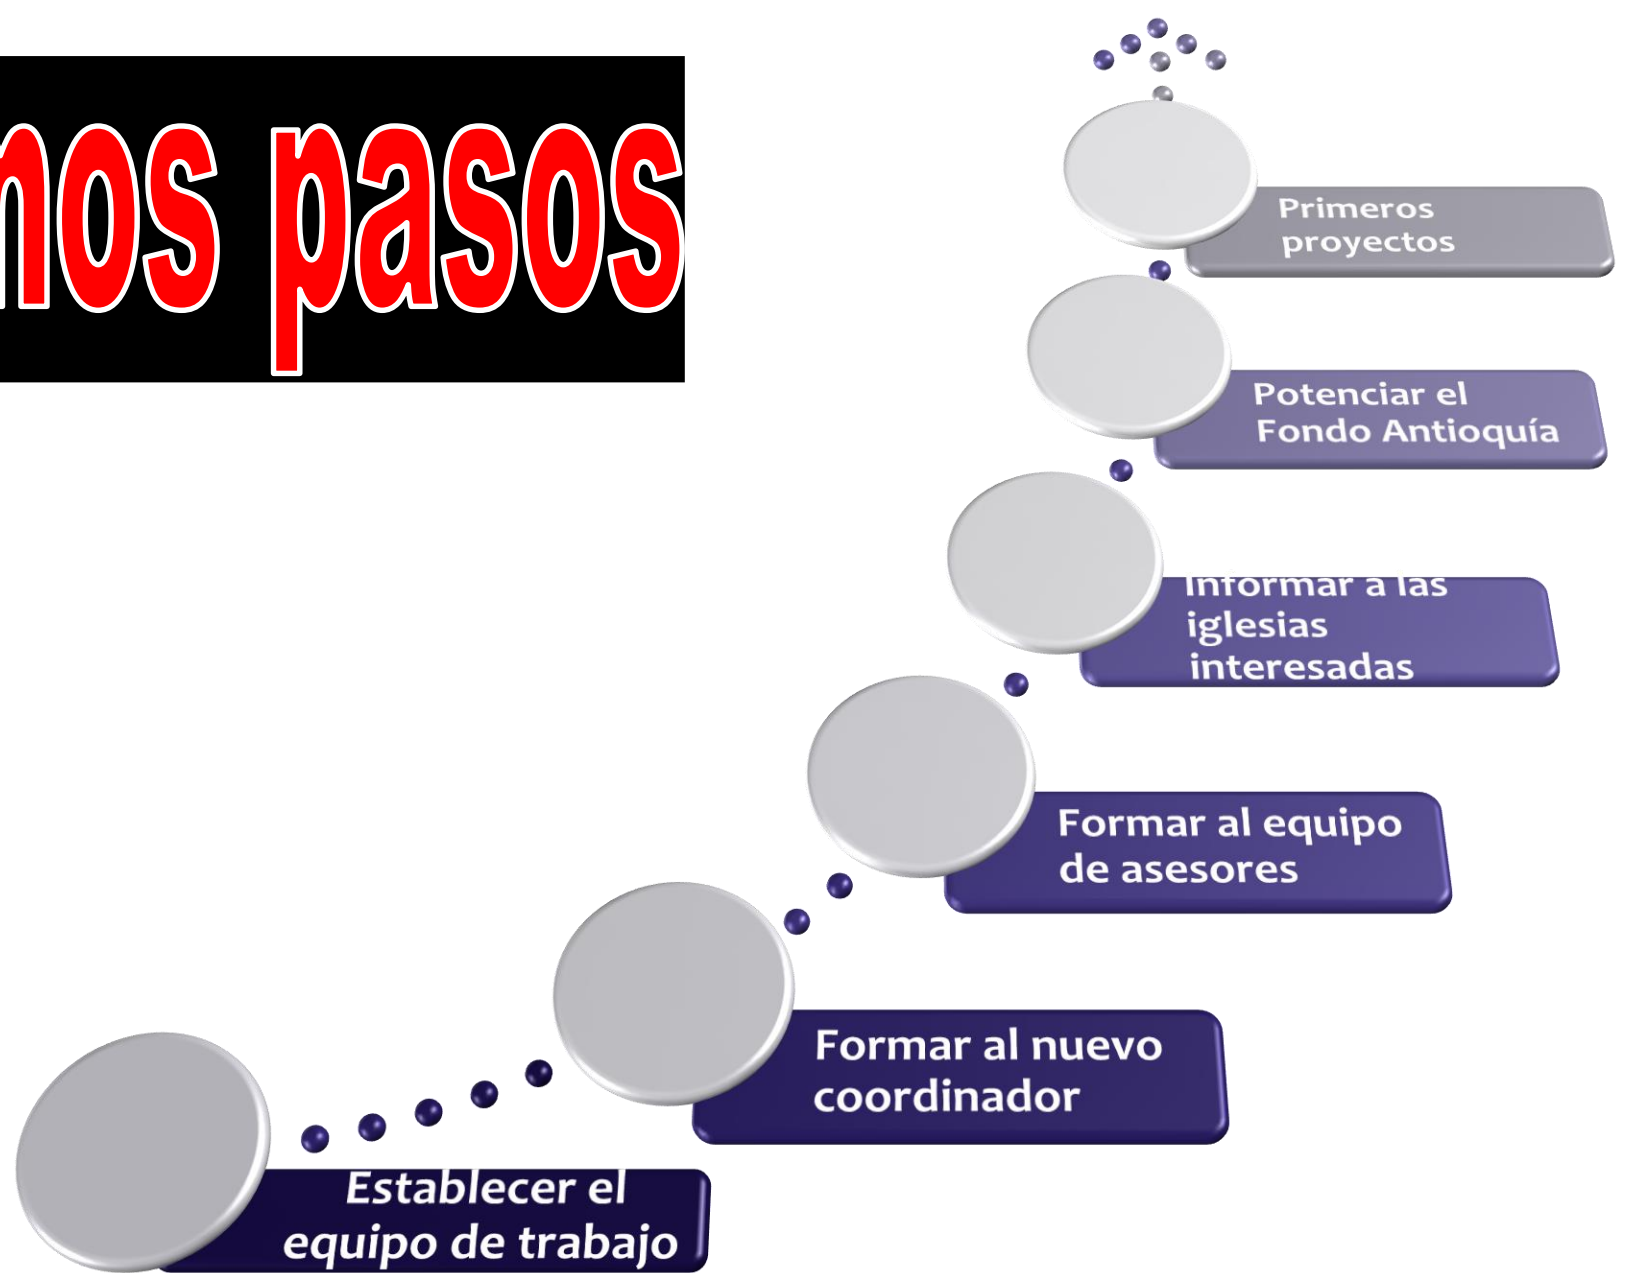 nos pasos
Primeros
proyectos
Potenciar el
Fondo Antioquía
Informar a las
iglesias
interesadas
Formar al equipo
de asesores
Formar al nuevo
coordinador
Establecer el
equipo de trabajo